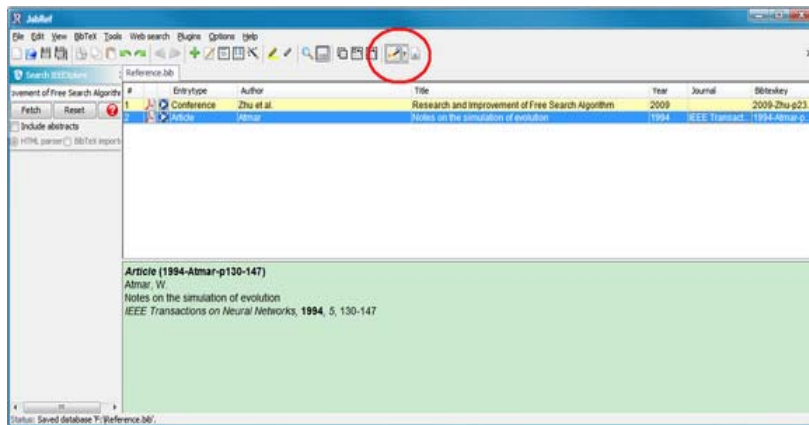 JabRef
File Edit View BibTeX Tools Web search Plugins Options Help
Search IEEEXplore
Reference.bib
ovement of Free Search Algorithm
Fetch Reset
Include abstracts
HTML parser BibTeX importe
# Entrytype Author Title Year Journal Bibtexkey
1 Conference Zhu et al. Research and Improvement of Free Search Algorithm 2009 2009-Zhu-p23.
2 Article Atmar Notes on the simulation of evolution 1994 IEEE Transact... 1994-Atmar-p..
Article (1994-Atmar-p130-147)
Atmar, W.
Notes on the simulation of evolution
IEEE Transactions on Neural Networks, 1994, 5, 130-147
Status: Saved database 'F:\Reference.bib'.